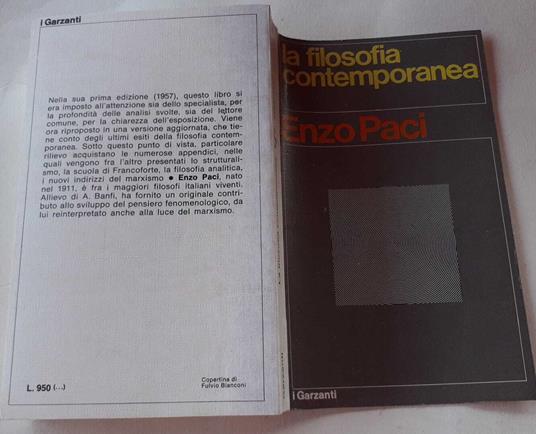 i Garzanti
Nella sua prima edizione (1957), questo libro si
era imposto all'attenzione sia dello specialista, per
la profondità delle analisi svolte, sia del lettore
comune, per la chiarezza dell'esposizione. Viene
ora riproposto in una versione aggiornata, che tie-
ne conto degli ultimi esiti della filosofia contem-
poranea. Sotto questo punto di vista, particolare
rilievo acquistano le numerose appendici, nelle
quali vengono fra l'altro presentati lo strutturali-
smo, la scuola di Francoforte, la filosofia analitica,
i nuovi indirizzi del marxismo ● Enzo Paci, nato
nel 1911, è fra i maggiori filosofi italiani viventi.
Allievo di A. Banfi, ha fornito un originale contri-
buto allo sviluppo del pensiero fenomenologico, da
lui reinterpretato anche alla luce del marxismo.
L. 950 (...)
Copertina di
Fulvio Bianconi
la filosofia
contemporanea
Enzo Paci
i Garzanti